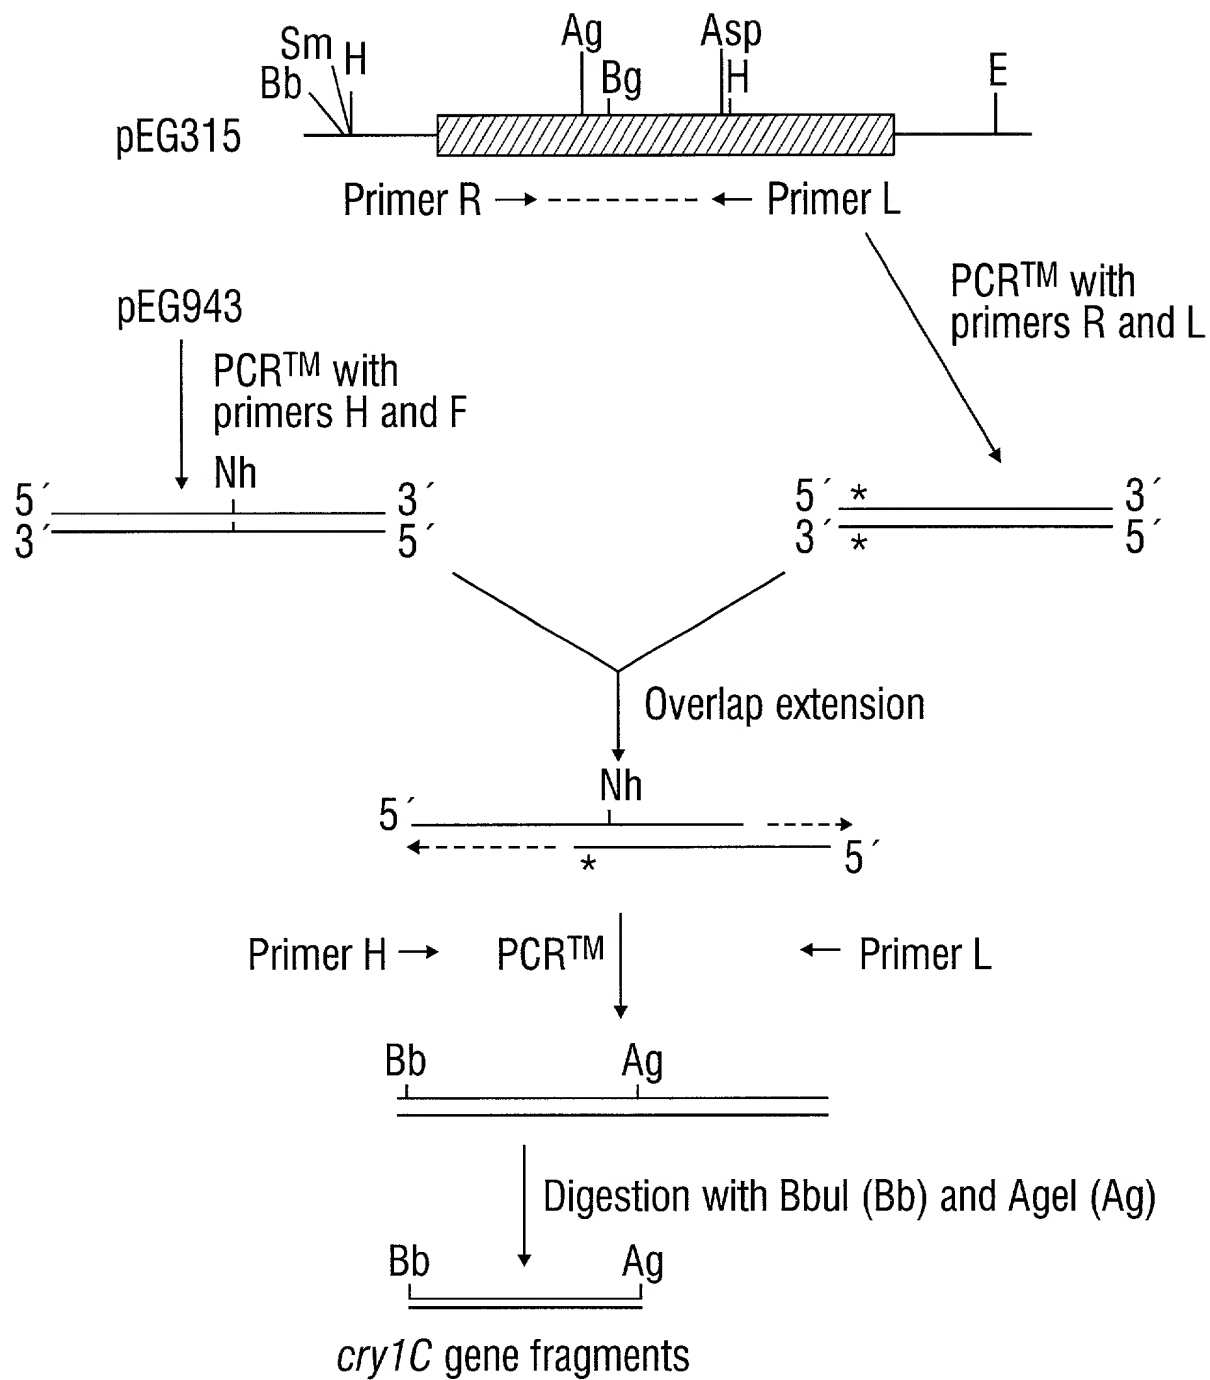 Sm
H
Ag
Asp
Bb
Bg
H
E
pEG315
Primer R
Primer L
PCR™ with
primers R and L
pEG943
PCR™ with
primers H and F
Nh
5´
3´
3´
5´
5´ *
3´
3´ *
5´
Overlap extension
Nh
5´
*
5´
Primer H
PCR™
Primer L
Bb
Ag
Digestion with BbuI (Bb) and AgeI (Ag)
Bb
Ag
cry1C gene fragments